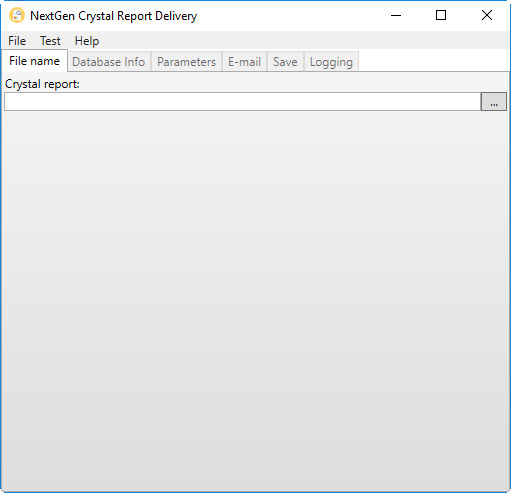 NextGen Crystal Report Delivery
File Test Help
File name Database Info Parameters E-mail Save Logging
Crystal report:
...